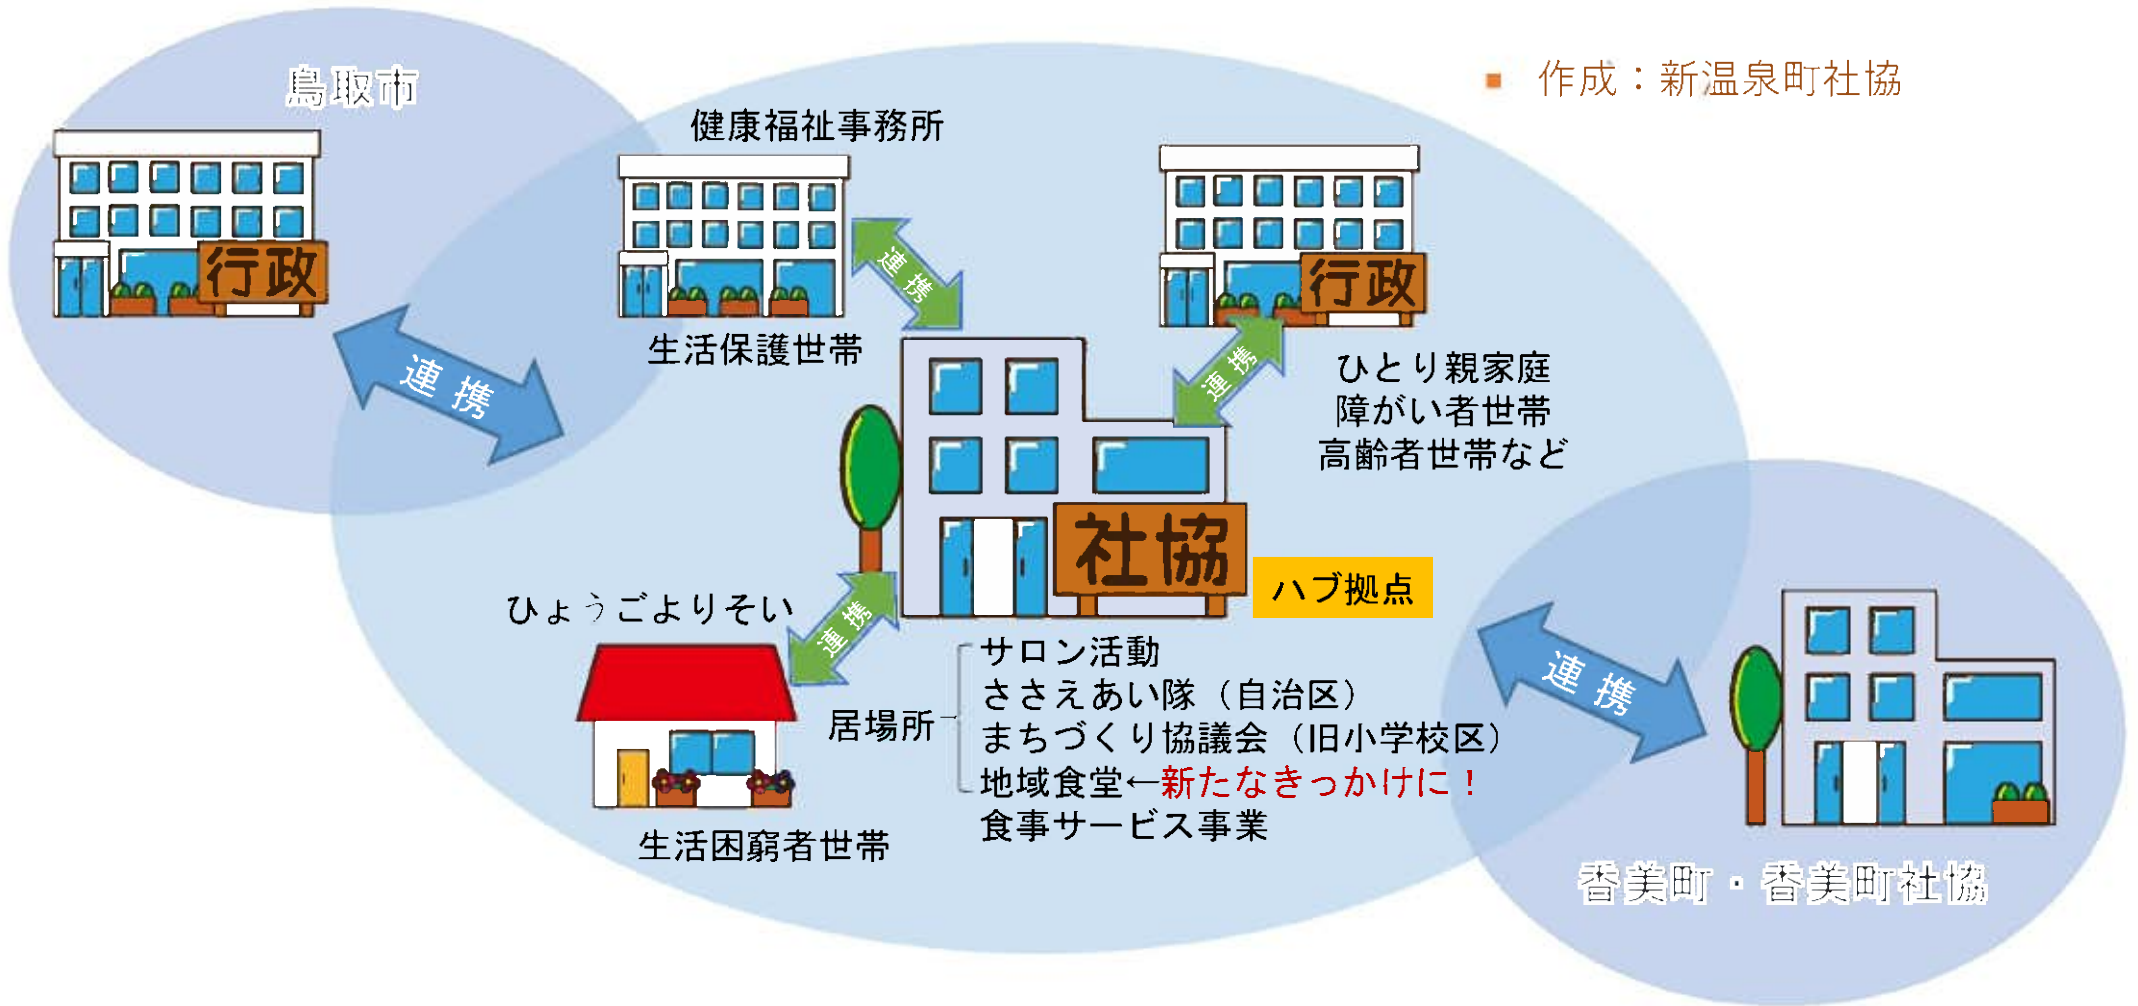 鳥取市
■ 作成：新温泉町社協
健康福祉事務所
行政
行政
連携
生活保護世帯
連携
連携
ひとり親家庭
障がい者世帯
高齢者世帯など
社協
ハブ拠点
ひょうごよりそい
連携
生活困窮者世帯
居場所
サロン活動
ささえあい隊（自治区）
まちづくり協議会（旧小学校区）
地域食堂←新たなきっかけに！
食事サービス事業
連携
香美町・香美町社協